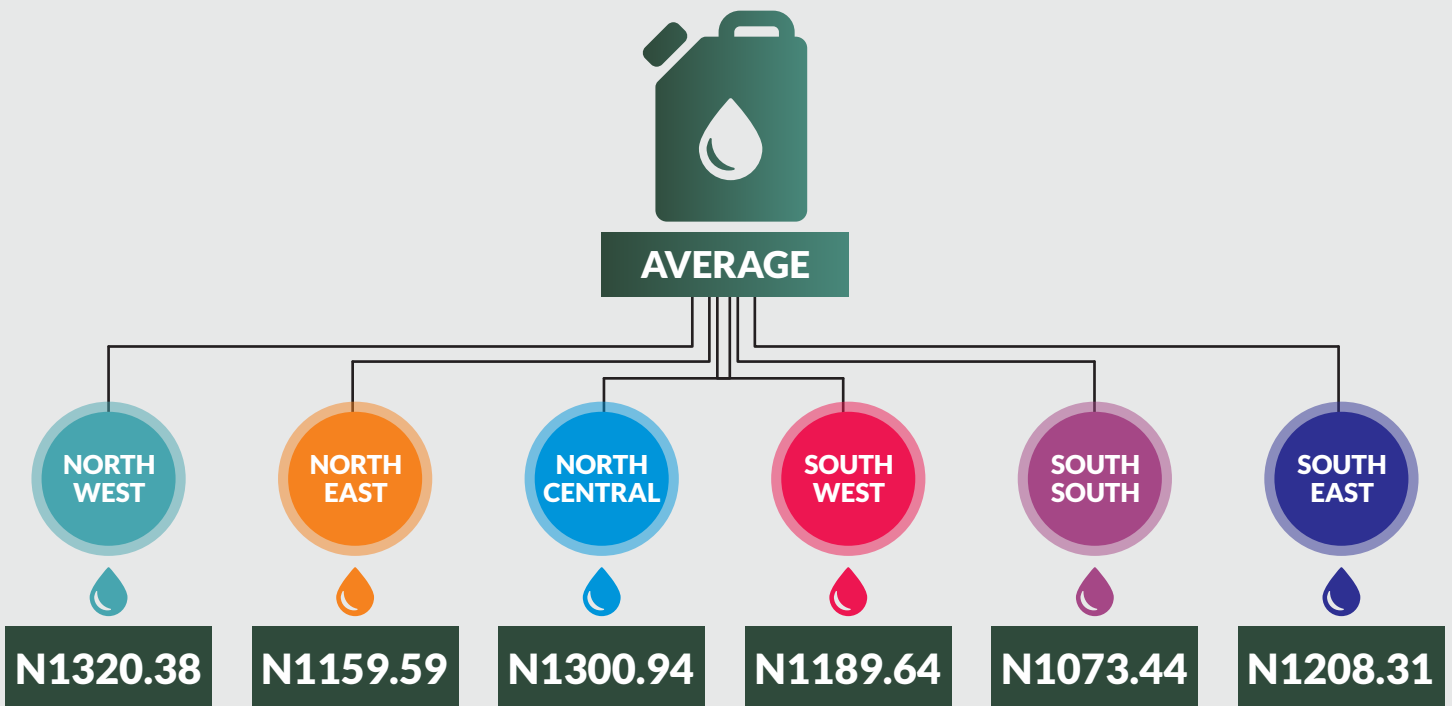 AVERAGE
NORTH
WEST
NORTH
EAST
NORTH
CENTRAL
SOUTH
WEST
SOUTH
SOUTH
SOUTH
EAST
N1320.38
N1159.59
N1300.94
N1189.64
N1073.44
N1208.31